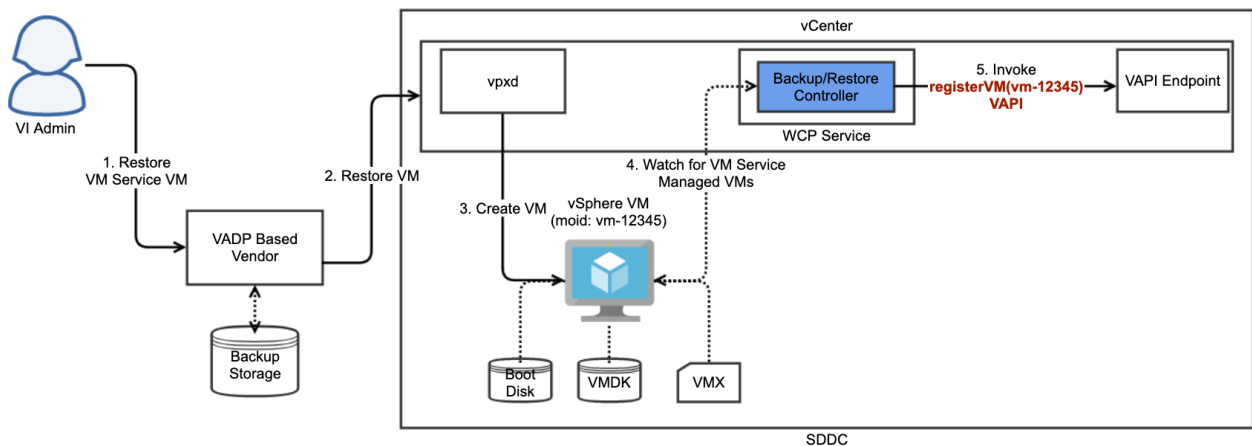 vCenter
vpxd
Backup/Restore
Controller
WCP Service
5. Invoke
registerVM(vm-12345)
VAPI
VAPI Endpoint
VI Admin
1. Restore
VM Service VM
2. Restore VM
3. Create VM
4. Watch for VM Service
Managed VMs
vSphere VM
(moid: vm-12345)
VADP Based
Vendor
Backup
Storage
Boot
Disk
VMDK
VMX
SDDC